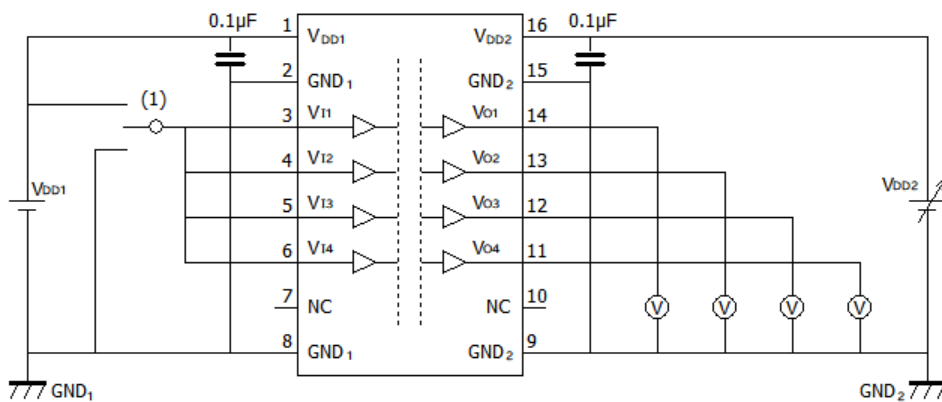 0.1µF 1 16 0.1µF
VDD1 VDD2
2 15
GND1 GND2
(1) 3 VI1 VO1 14
4 VI2 VO2 13
VDD1 VDD2
5 VI3 VO3 12
6 VI4 VO4 11
7 NC NC 10
V V V V
8 GND1 GND2 9
GND1 GND2